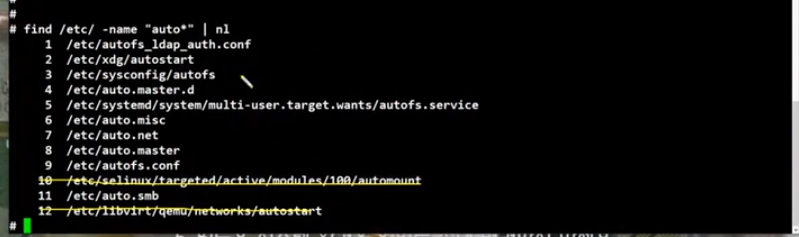 #
#
# find /etc/ -name "auto*" | nl
1 /etc/autofs_ldap_auth.conf
2 /etc/xdg/autostart
3 /etc/sysconfig/autofs
4 /etc/auto.master.d
5 /etc/systemd/system/multi-user.target.wants/autofs.service
6 /etc/auto.misc
7 /etc/auto.net
8 /etc/auto.master
9 /etc/autofs.conf
10 /etc/selinux/targeted/active/modules/100/automount
11 /etc/auto.smb
12 /etc/libvirt/qemu/networks/autostart
#